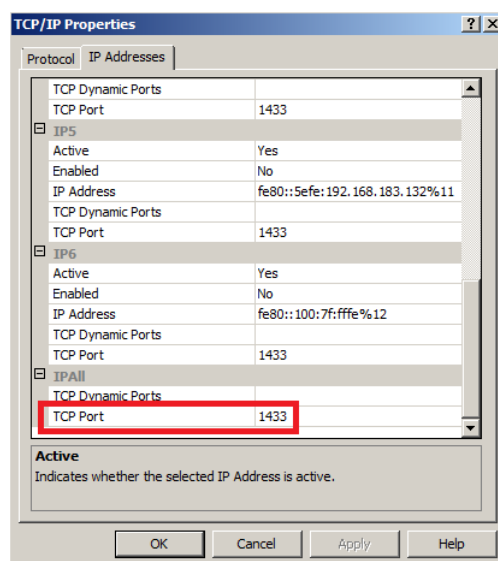 TCP/IP Properties
Protocol IP Addresses
TCP Dynamic Ports
TCP Port 1433
IP5
Active Yes
Enabled No
IP Address fe80::5efe:192.168.183.132%11
TCP Dynamic Ports
TCP Port 1433
IP6
Active Yes
Enabled No
IP Address fe80::100:7f:fffe%12
TCP Dynamic Ports
TCP Port 1433
IPAll
TCP Dynamic Ports
TCP Port 1433
Active
Indicates whether the selected IP Address is active.
OK Cancel Apply Help